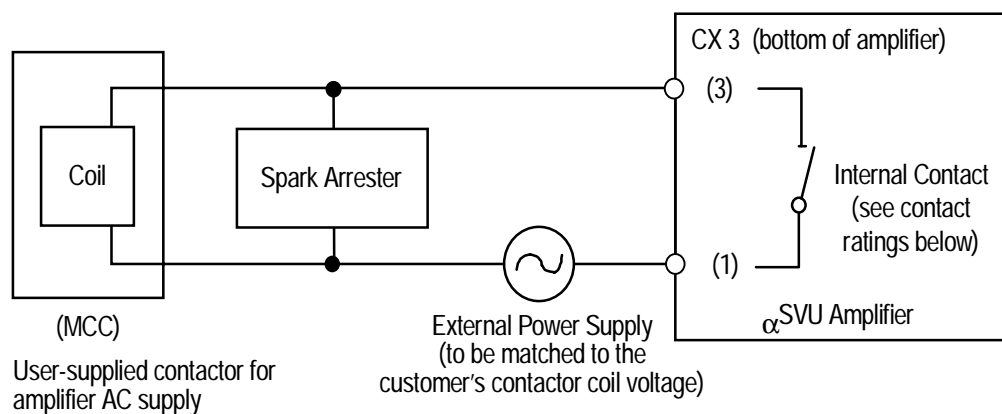 CX 3 (bottom of amplifier)
(3)
Coil
Spark Arrester
Internal Contact
(see contact
ratings below)
(1)
(MCC)
External Power Supply
(to be matched to the
customer's contactor coil voltage)
αSVU Amplifier
User-supplied contactor for
amplifier AC supply